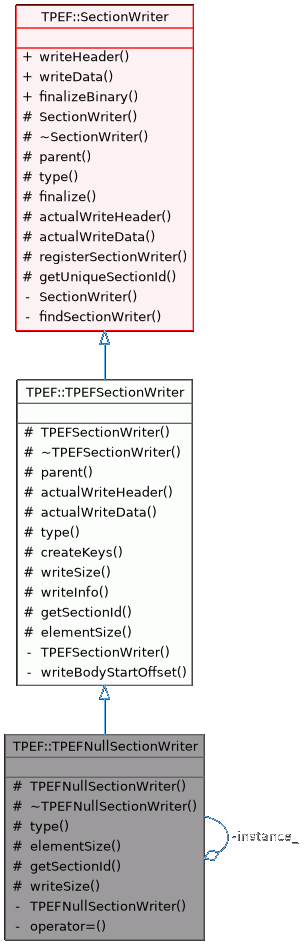 TPEF::SectionWriter
+ writeHeader()
+ writeData()
+ finalizeBinary()
# SectionWriter()
# ~SectionWriter()
# parent()
# type()
# finalize()
# actualWriteHeader()
# actualWriteData()
# registerSectionWriter()
# getUniqueSectionId()
- SectionWriter()
- findSectionWriter()
TPEF::TPEFSectionWriter
# TPEFSectionWriter()
# ~TPEFSectionWriter()
# parent()
# actualWriteHeader()
# actualWriteData()
# type()
# createKeys()
# writeSize()
# writeInfo()
# getSectionId()
# elementSize()
- TPEFSectionWriter()
- writeBodyStartOffset()
TPEF::TPEFNullSectionWriter
# TPEFNullSectionWriter()
# ~TPEFNullSectionWriter()
# type()
# elementSize()
# getSectionId()
# writeSize()
- TPEFNullSectionWriter()
- operator=()
-instance_